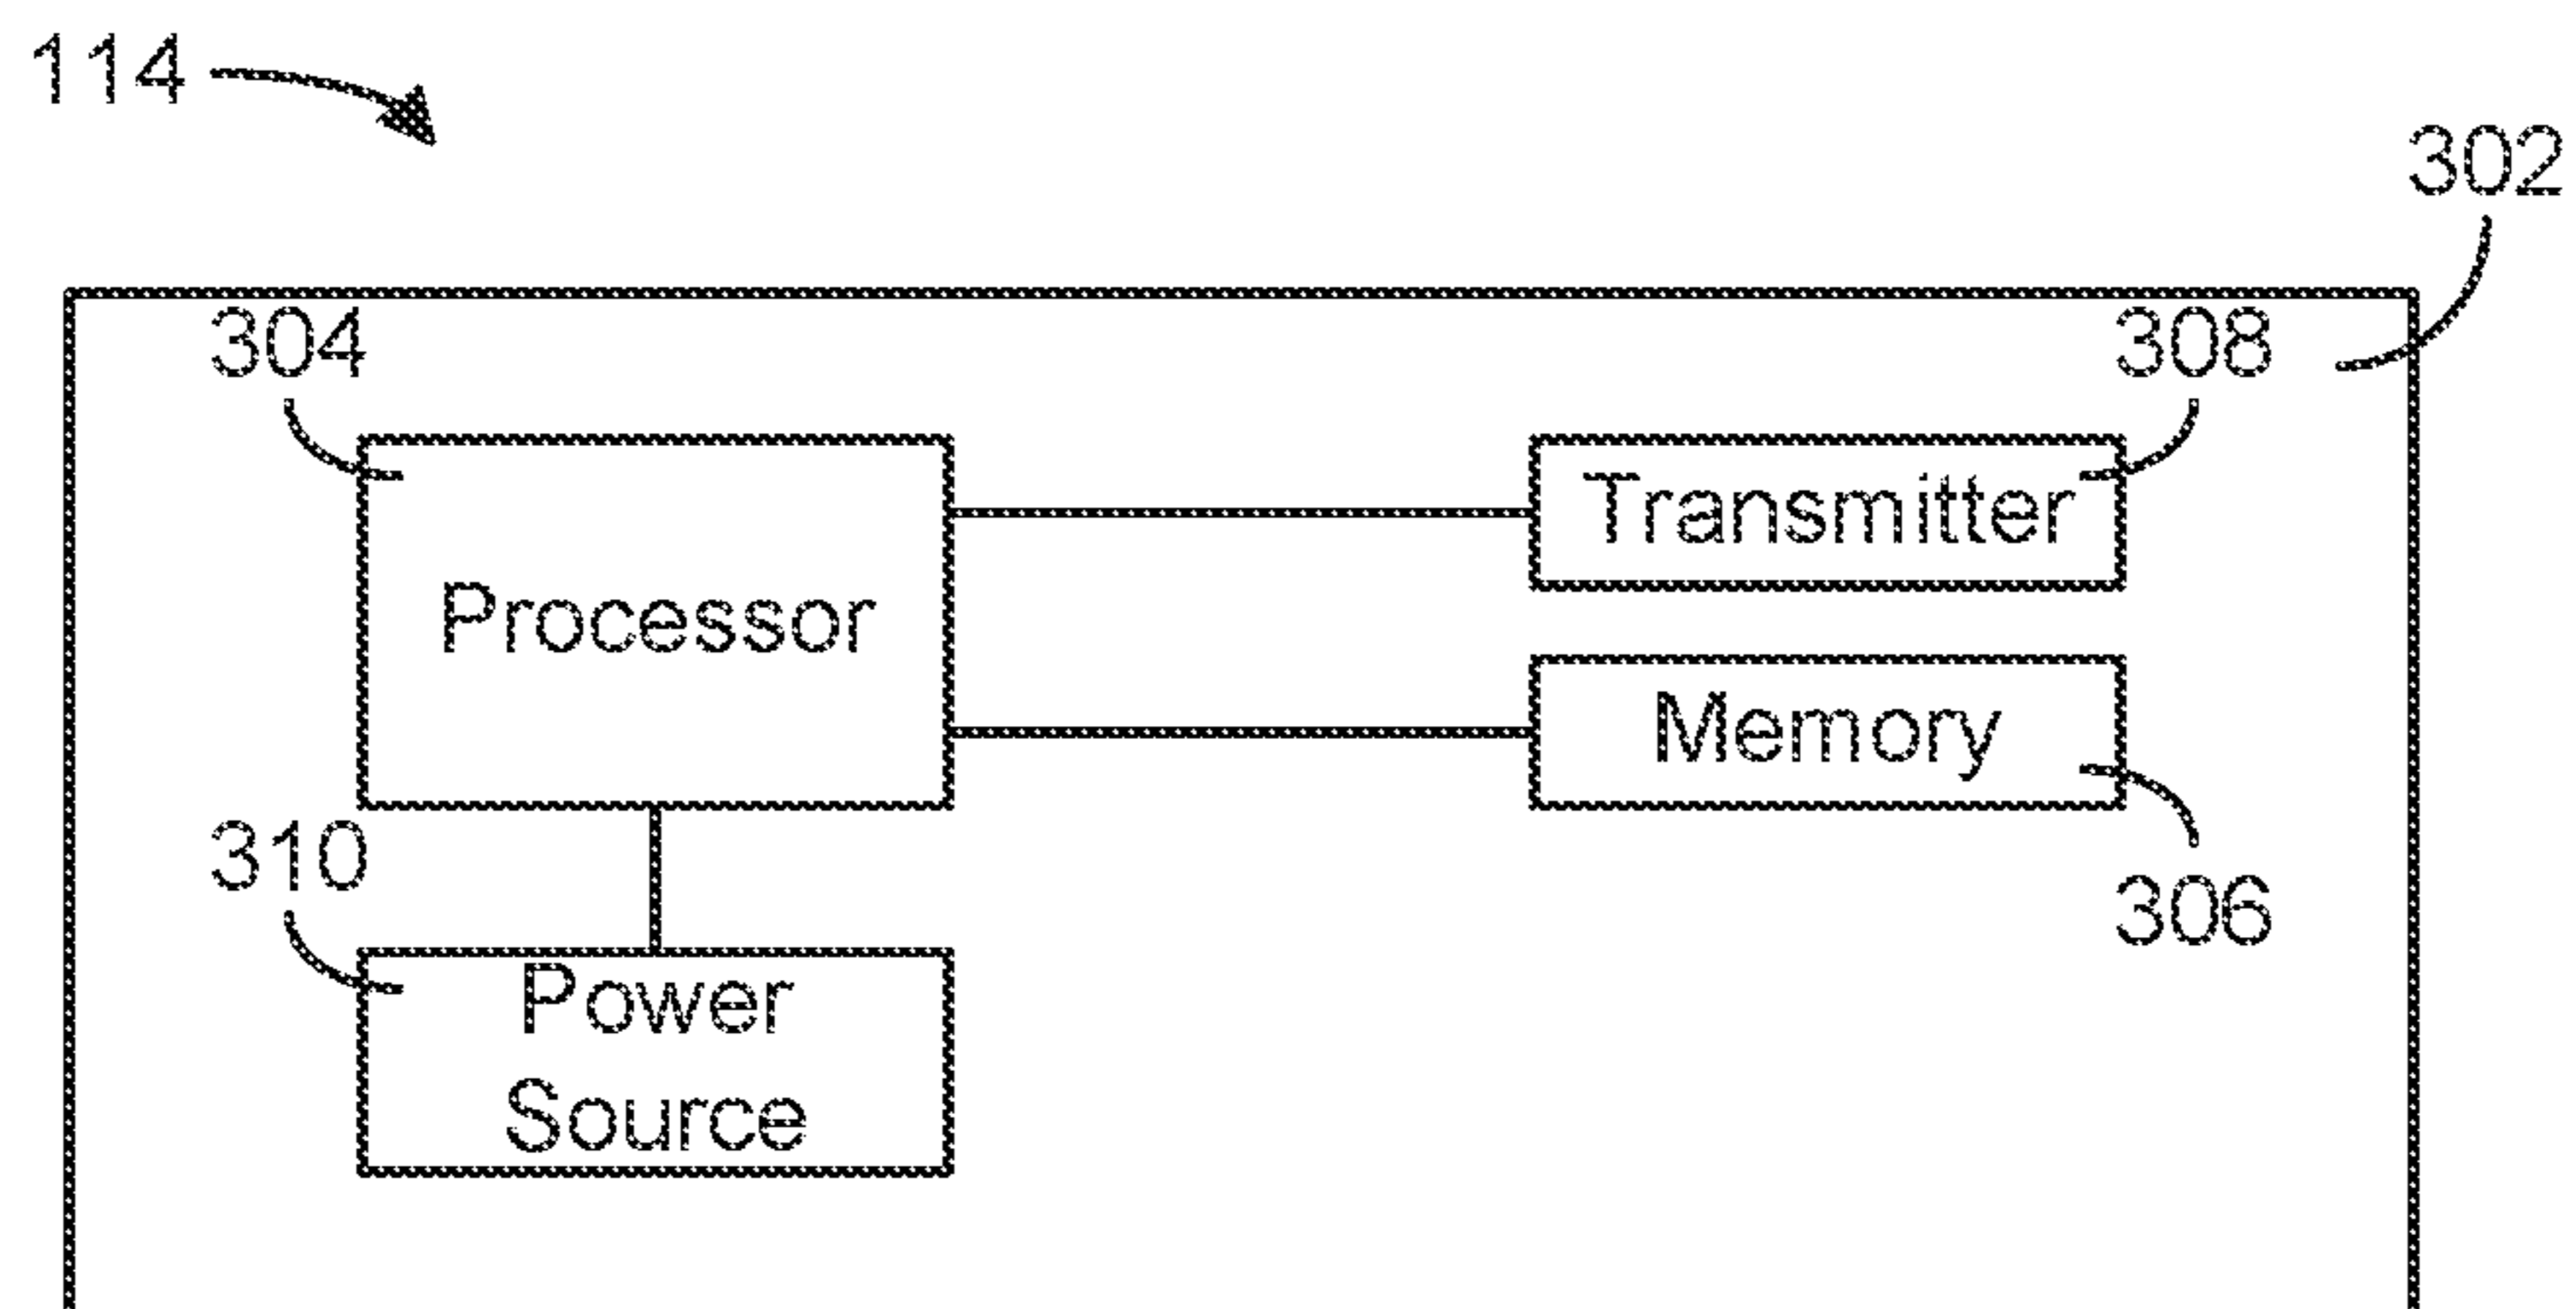 114
302
304
308
Transmitter
Processor
Memory
310
306
Power
Source